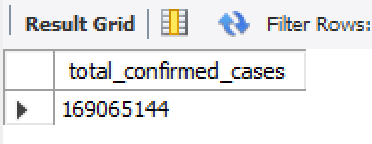 Result Grid Filter Rows:
total_confirmed_cases
169065144